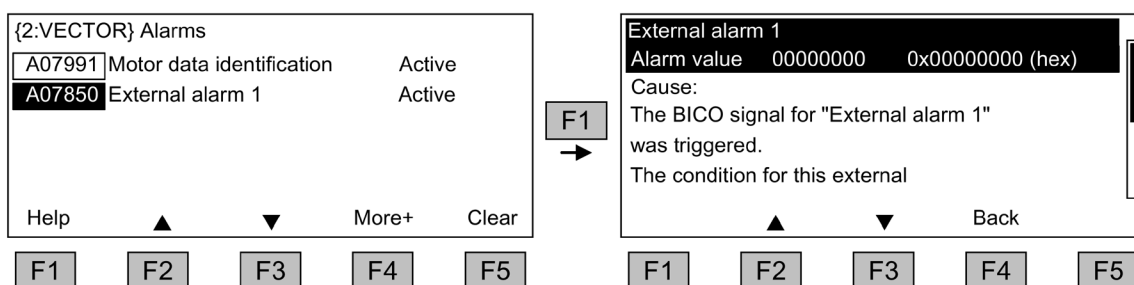 {2:VECTOR} Alarms
A07991 Motor data identification Active
A07850 External alarm 1 Active
Help ▲ ▼ More+ Clear
F1 F2 F3 F4 F5
F1
External alarm 1
Alarm value 00000000 0x00000000 (hex)
Cause:
The BICO signal for "External alarm 1"
was triggered.
The condition for this external
▲ ▼ Back
F1 F2 F3 F4 F5